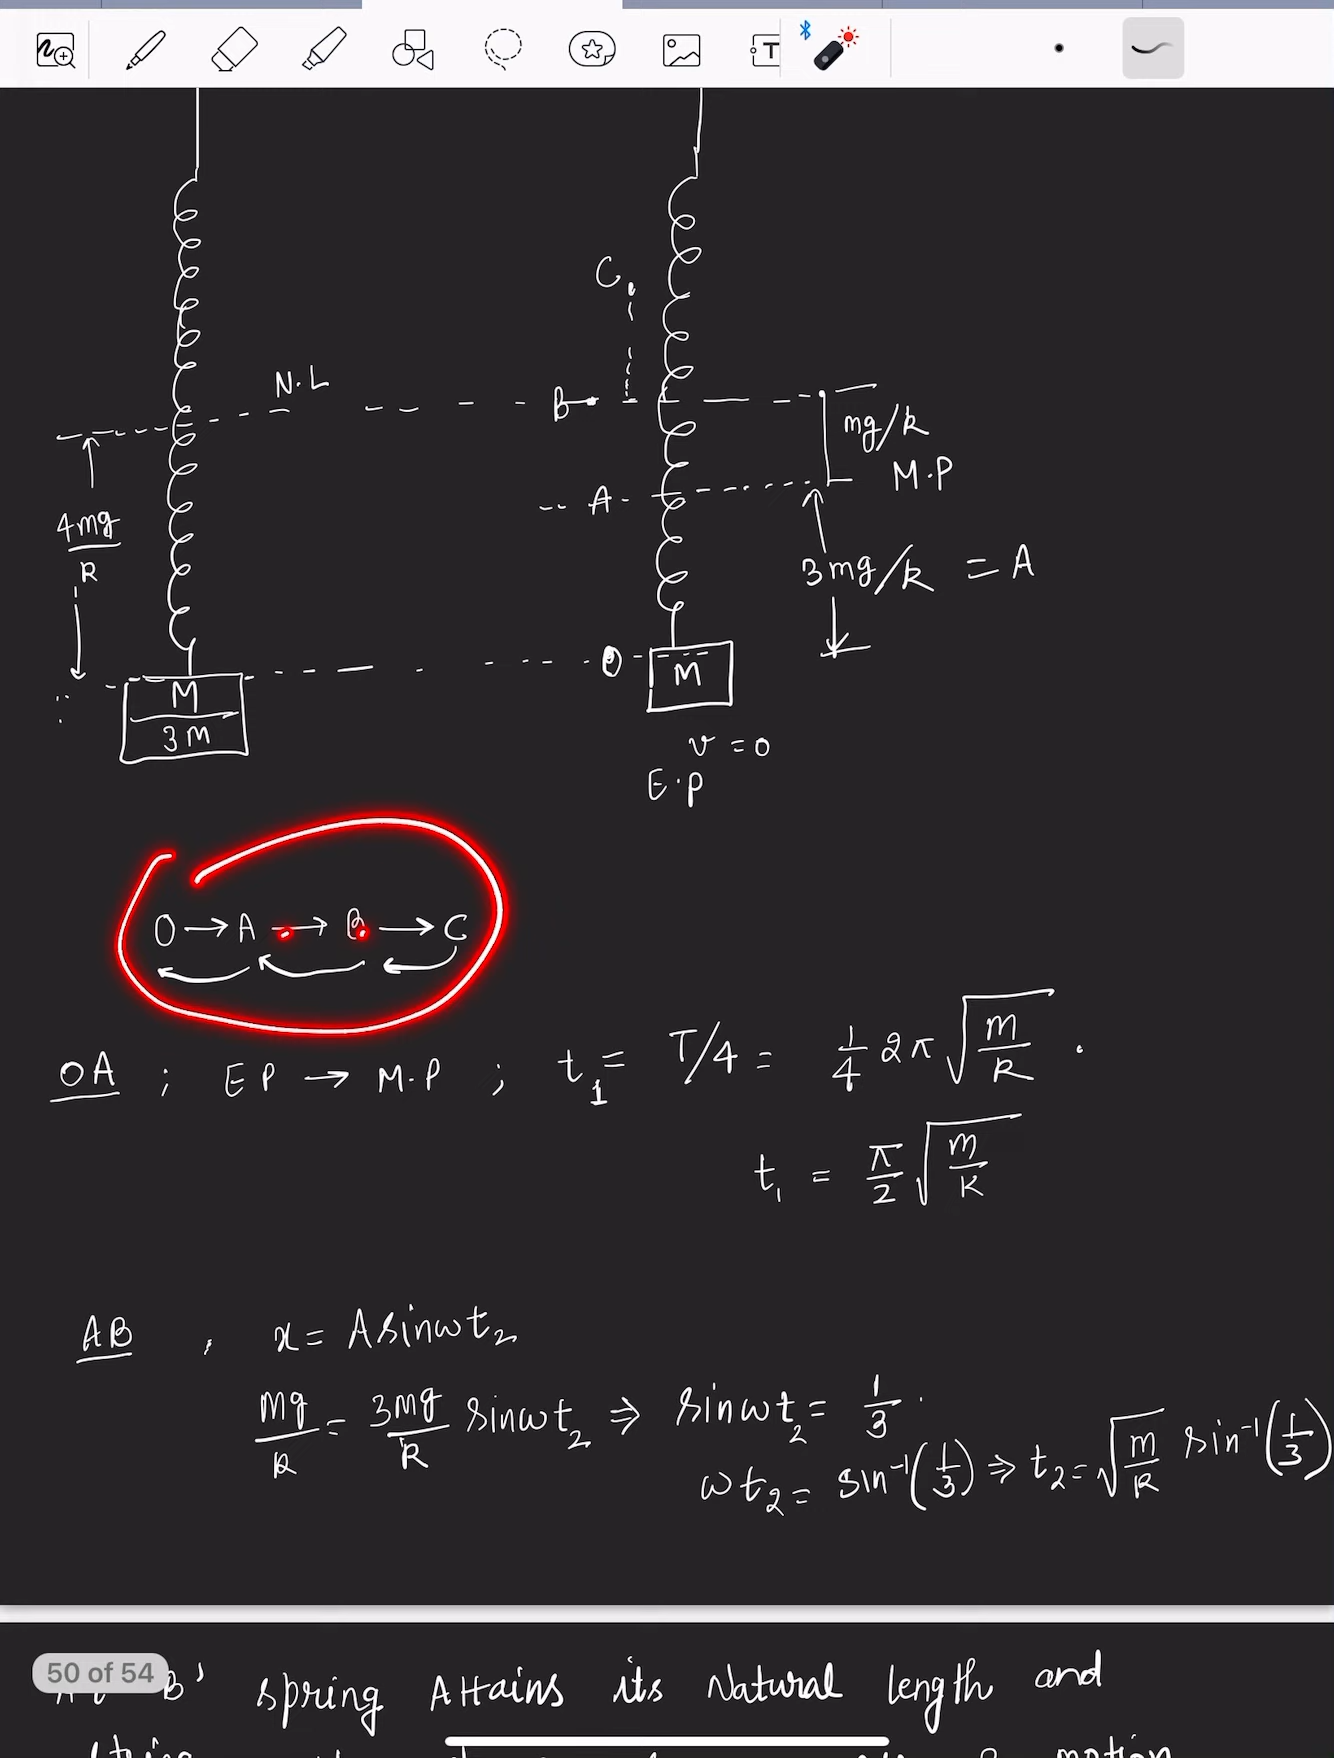 T
C
N.L
B
mg/k
M.P
A
4mg
k
3mg/k = A
O
M
M
3M
v = 0
E.P
O → A → B → C
OA ; EP → M.P ; t1 = T/4 = 1/4 2π √(m/k) .
t1 = π/2 √(m/k)
AB , x = A sinωt2
mg/k = 3mg/k sinωt2 ⇒ sinωt2 = 1/3 .
ωt2 = sin⁻¹(1/3) ⇒ t2 = √(m/k) sin⁻¹(1/3)
50 of 54
B' spring Attains its Natural length and
motion